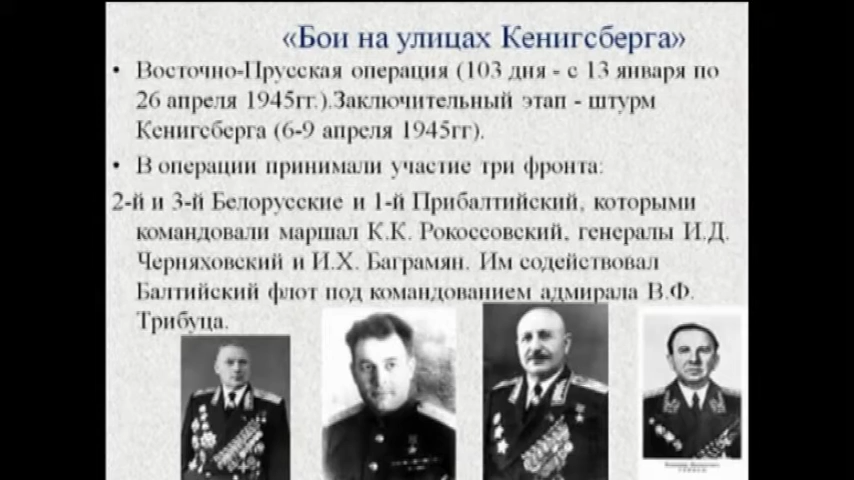 «Бои на улицах Кенигсберга»
• Восточно-Прусская операция (103 дня - с 13 января по
26 апреля 1945гг.).Заключительный этап - штурм
Кенигсберга (6-9 апреля 1945гг).
• В операции принимали участие три фронта:
2-й и 3-й Белорусские и 1-й Прибалтийский, которыми
командовали маршал К.К. Рокоссовский, генералы И.Д.
Черняховский и И.Х. Баграмян. Им содействовал
Балтийский флот под командованием адмирала В.Ф.
Трибуца.